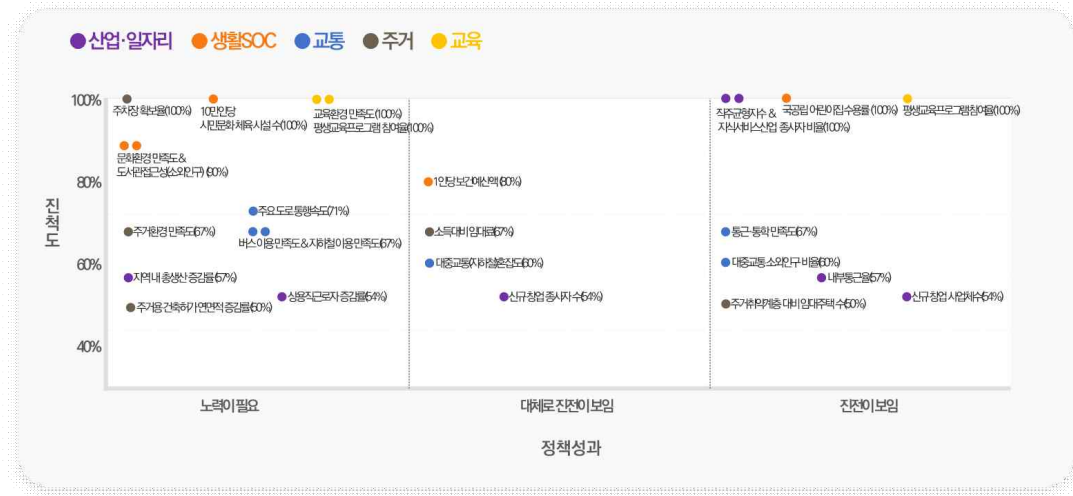 산업·일자리 생활SOC 교통 주거 교육
진척도
100%
80%
60%
40%
주차장 확보율(100%)
10만인당
시민문화 체육시설 수(100%)
교육환경 만족도(100%)
평생교육프로그램 참여율(100%)
문화환경 만족도 &
도서관접근성(소외인구) (90%)
주요도로 통행속도(71%)
주거환경 만족도(67%)
버스 이용 만족도 & 지하철 이용 만족도(67%)
지역 내 총생산 증감률(57%)
상용직근로자 증감률(54%)
주거용 건축허가 연면적 증감률(50%)
1인당 보건예산액(80%)
소득 대비 임대료(67%)
대중교통(지하철)혼잡도(60%)
신규 창업 종사자 수(54%)
직주균형지수 &
지식서비스산업 종사자 비율(100%)
국공립 어린이집 수용률(100%)
평생교육프로그램참여율(100%)
통근·통학 만족도(67%)
대중교통 소외인구 비율(60%)
내부통근율(57%)
주거취약계층 대비 임대주택 수(50%)
신규 창업 사업체수(54%)
노력이 필요
대체로 진전이 보임
진전이 보임
정책성과